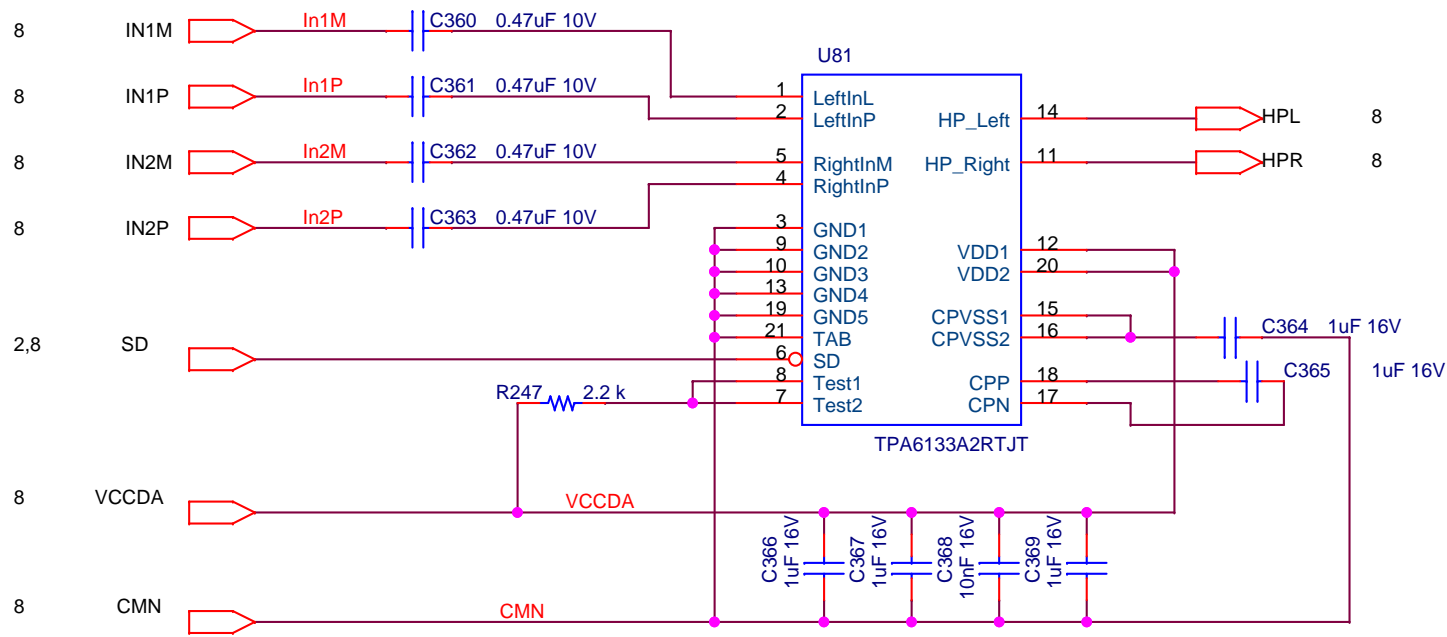 8 IN1M In1M C360 0.47uF 10V
U81
8 IN1P In1P C361 0.47uF 10V
8 IN2M In2M C362 0.47uF 10V
8 IN2P In2P C363 0.47uF 10V
1 LeftInL
2 LeftInP
5 RightInM
4 RightInP
3 GND1
9 GND2
10 GND3
13 GND4
19 GND5
21 TAB
6 SD
8 Test1
7 Test2
HP_Left 14 HPL 8
HP_Right 11 HPR 8
VDD1 12
VDD2 20
CPVSS1 15
CPVSS2 16
CPP 18
CPN 17
C364 1uF 16V
C365 1uF 16V
2,8 SD
R247 2.2 k
TPA6133A2RTJT
8 VCCDA VCCDA
C366 1uF 16V
C367 1uF 16V
C368 10nF 16V
C369 1uF 16V
8 CMN CMN